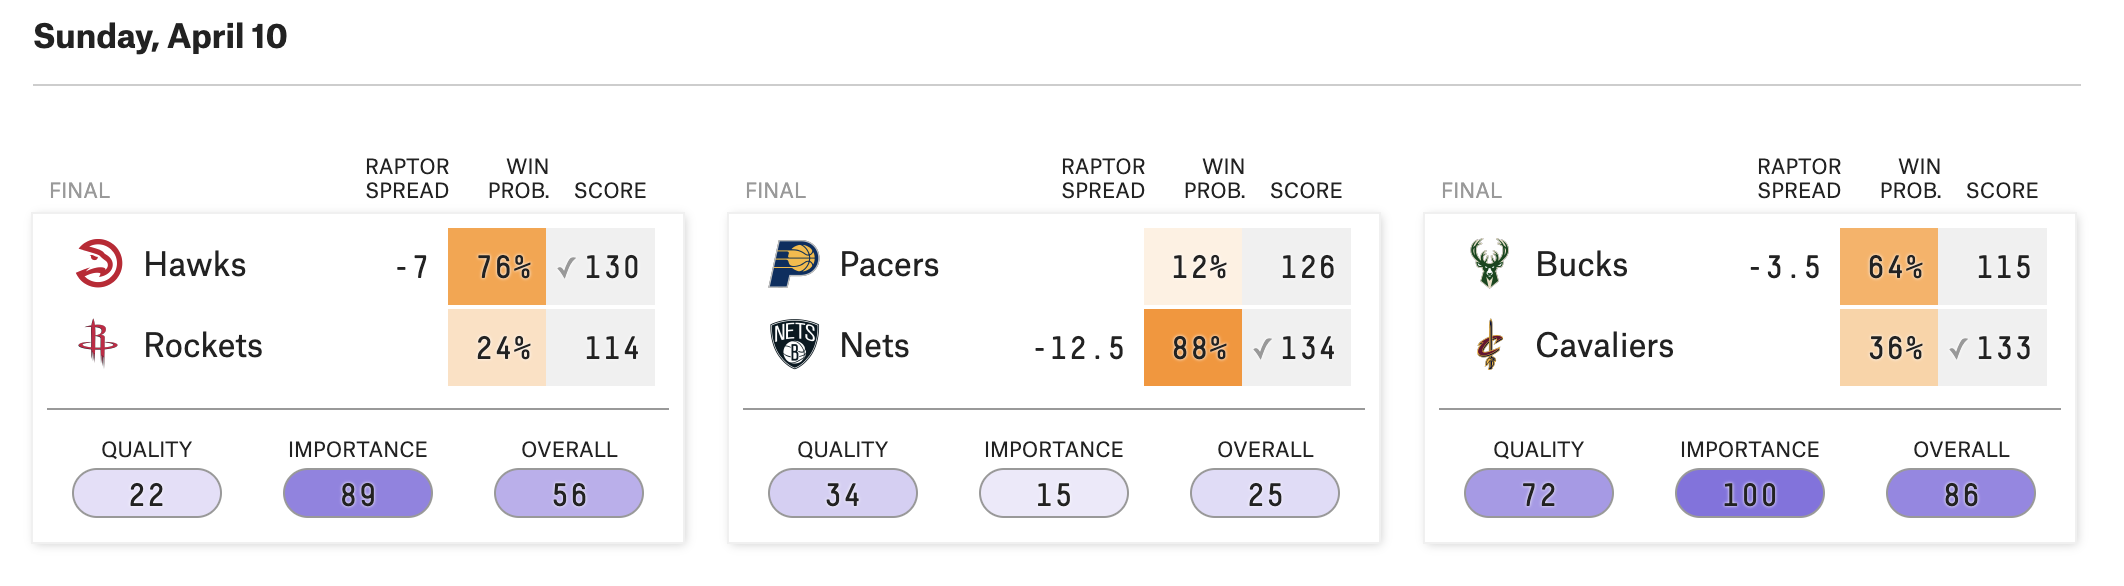 Sunday, April 10
FINAL RAPTOR SPREAD WIN PROB. SCORE
Hawks -7 76% ✓ 130
Rockets 24% 114
QUALITY IMPORTANCE OVERALL
22 89 56
FINAL RAPTOR SPREAD WIN PROB. SCORE
Pacers 12% 126
NETS B Nets -12.5 88% ✓ 134
QUALITY IMPORTANCE OVERALL
34 15 25
FINAL RAPTOR SPREAD WIN PROB. SCORE
Bucks -3.5 64% 115
Cavaliers 36% ✓ 133
QUALITY IMPORTANCE OVERALL
72 100 86